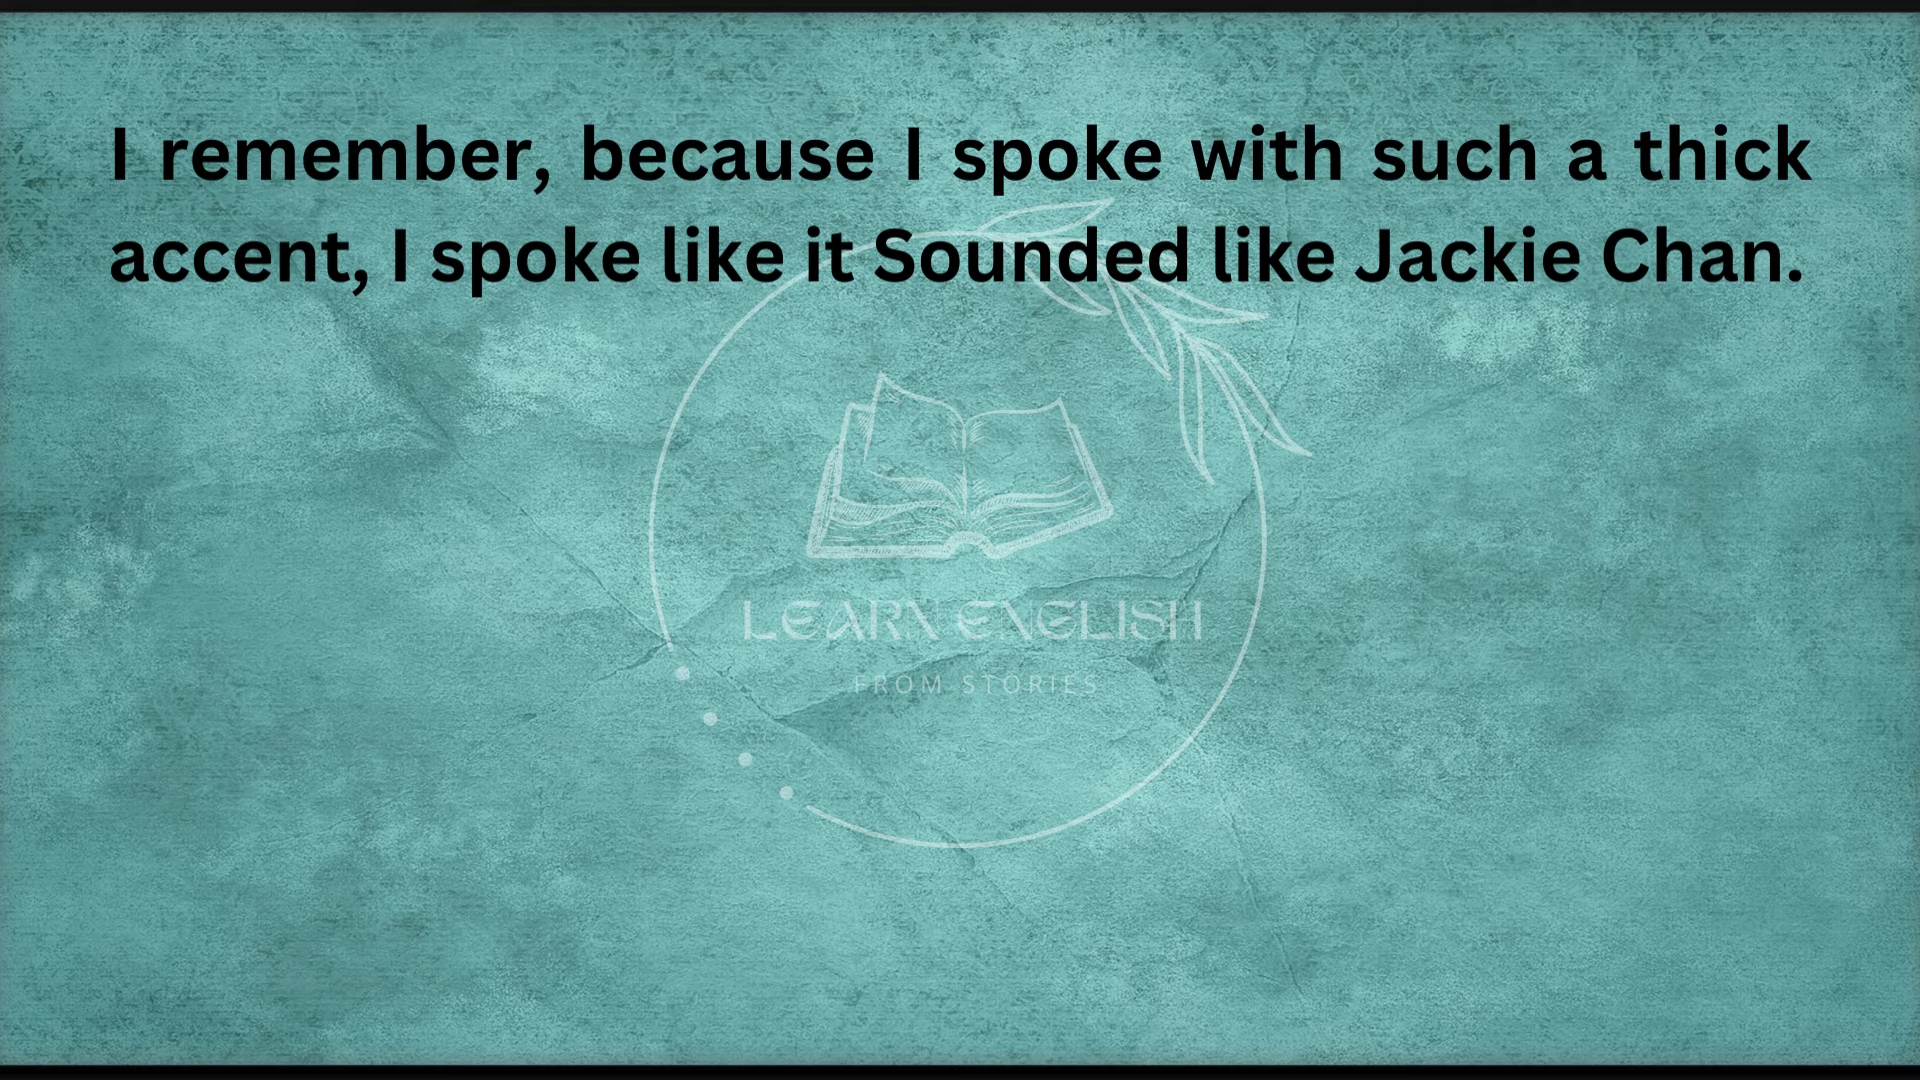 I remember, because I spoke with such a thick
accent, I spoke like it Sounded like Jackie Chan.
LEARN ENGLISH
FROM STORIES